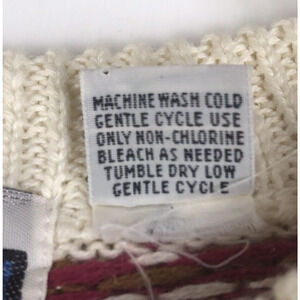 MACHINE WASH COLD
GENTLE CYCLE USE
ONLY NON-CHLORINE
BLEACH AS NEEDED
TUMBLE DRY LOW
GENTLE CYCLE